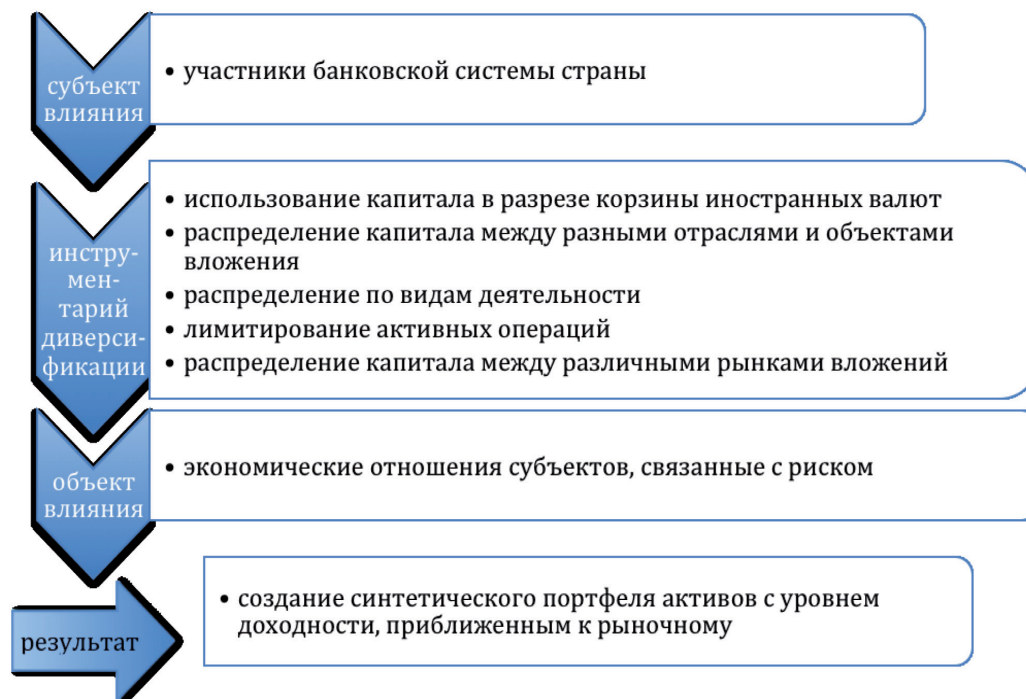 субъект
влияния
• участники банковской системы страны
инстру-
мен-
тарий
диверси-
фикации
• использование капитала в разрезе корзины иностранных валют
• распределение капитала между разными отраслями и объектами
вложения
• распределение по видам деятельности
• лимитирование активных операций
• распределение капитала между различными рынками вложений
объект
влияния
• экономические отношения субъектов, связанные с риском
результат
• создание синтетического портфеля активов с уровнем
доходности, приближенным к рыночному